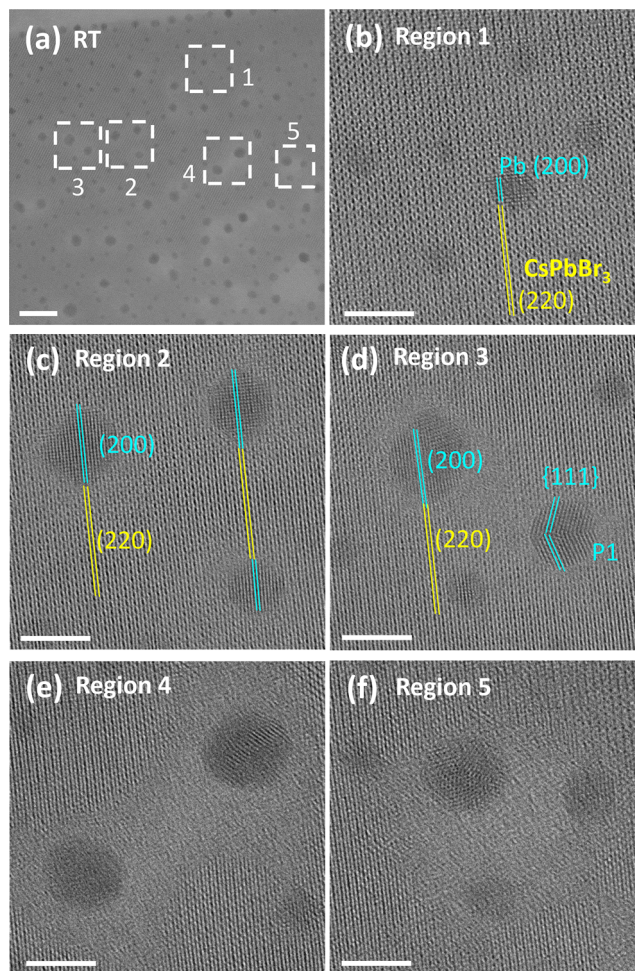 (a) RT
1
5
3
2
4
(b) Region 1
Pb (200)
CsPbBr₃
(220)
(c) Region 2
(200)
(220)
(d) Region 3
(200)
{111}
(220)
P1
(e) Region 4
(f) Region 5